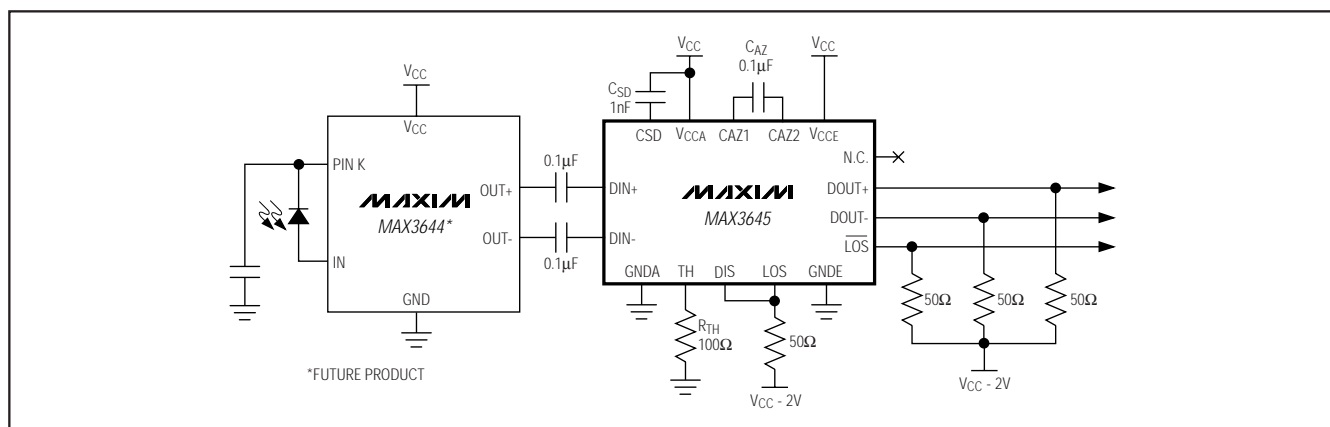 VCC
VCC
PIN K
IN
GND
OUT+
OUT-
MAXIM
MAX3644*
*FUTURE PRODUCT
0.1µF
0.1µF
VCC
CSD
1nF
CAZ
0.1µF
VCC
CSD
VCCA
CAZ1
CAZ2
VCCE
N.C.
DIN+
DIN-
MAXIM
MAX3645
DOUT+
DOUT-
LOS
GNDA
TH
DIS
LOS
GNDE
RTH
100Ω
50Ω
VCC - 2V
50Ω
50Ω
50Ω
VCC - 2V